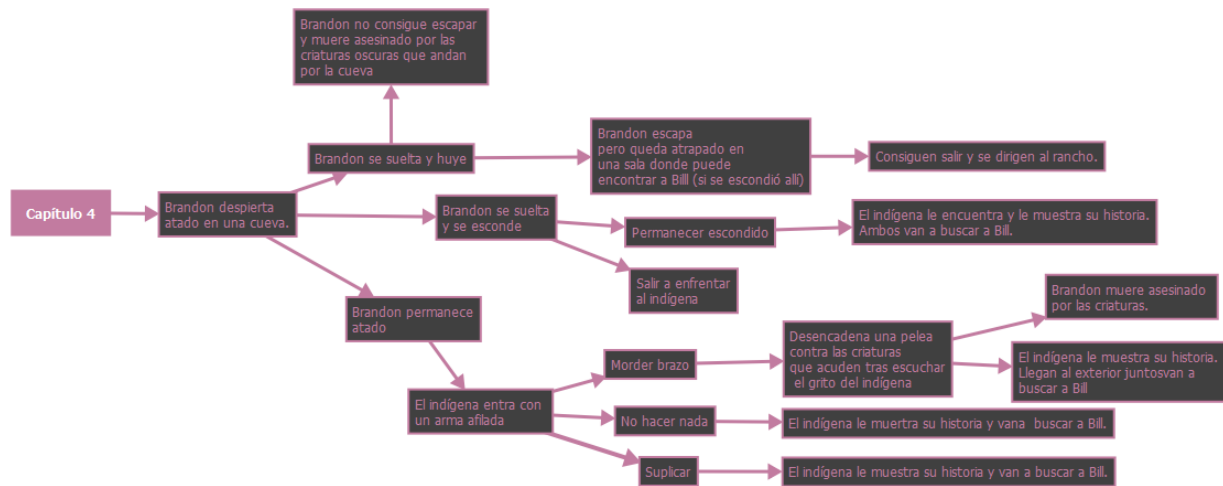 Brandon no consigue escapar
y muere asesinado por las
criaturas oscuras que andan
por la cueva
Brandon se suelta y huye
Brandon escapa
pero queda atrapado en
una sala donde puede
encontrar a Billl (si se escondió allí)
Consiguen salir y se dirigen al rancho.
Capítulo 4
Brandon despierta
atado en una cueva.
Brandon se suelta
y se esconde
Permanecer escondido
El indígena le encuentra y le muestra su historia.
Ambos van a buscar a Bill.
Salir a enfrentar
al indígena
Brandon permanece
atado
El indígena entra con
un arma afilada
Morder brazo
Desencadena una pelea
contra las criaturas
que acuden tras escuchar
el grito del indígena
Brandon muere asesinado
por las criaturas.
El indígena le muestra su historia.
Llegan al exterior juntosvan a
buscar a Bill
No hacer nada
El indígena le muertra su historia y vana  buscar a Bill.
Suplicar
El indígena le muestra su historia y van a buscar a Bill.